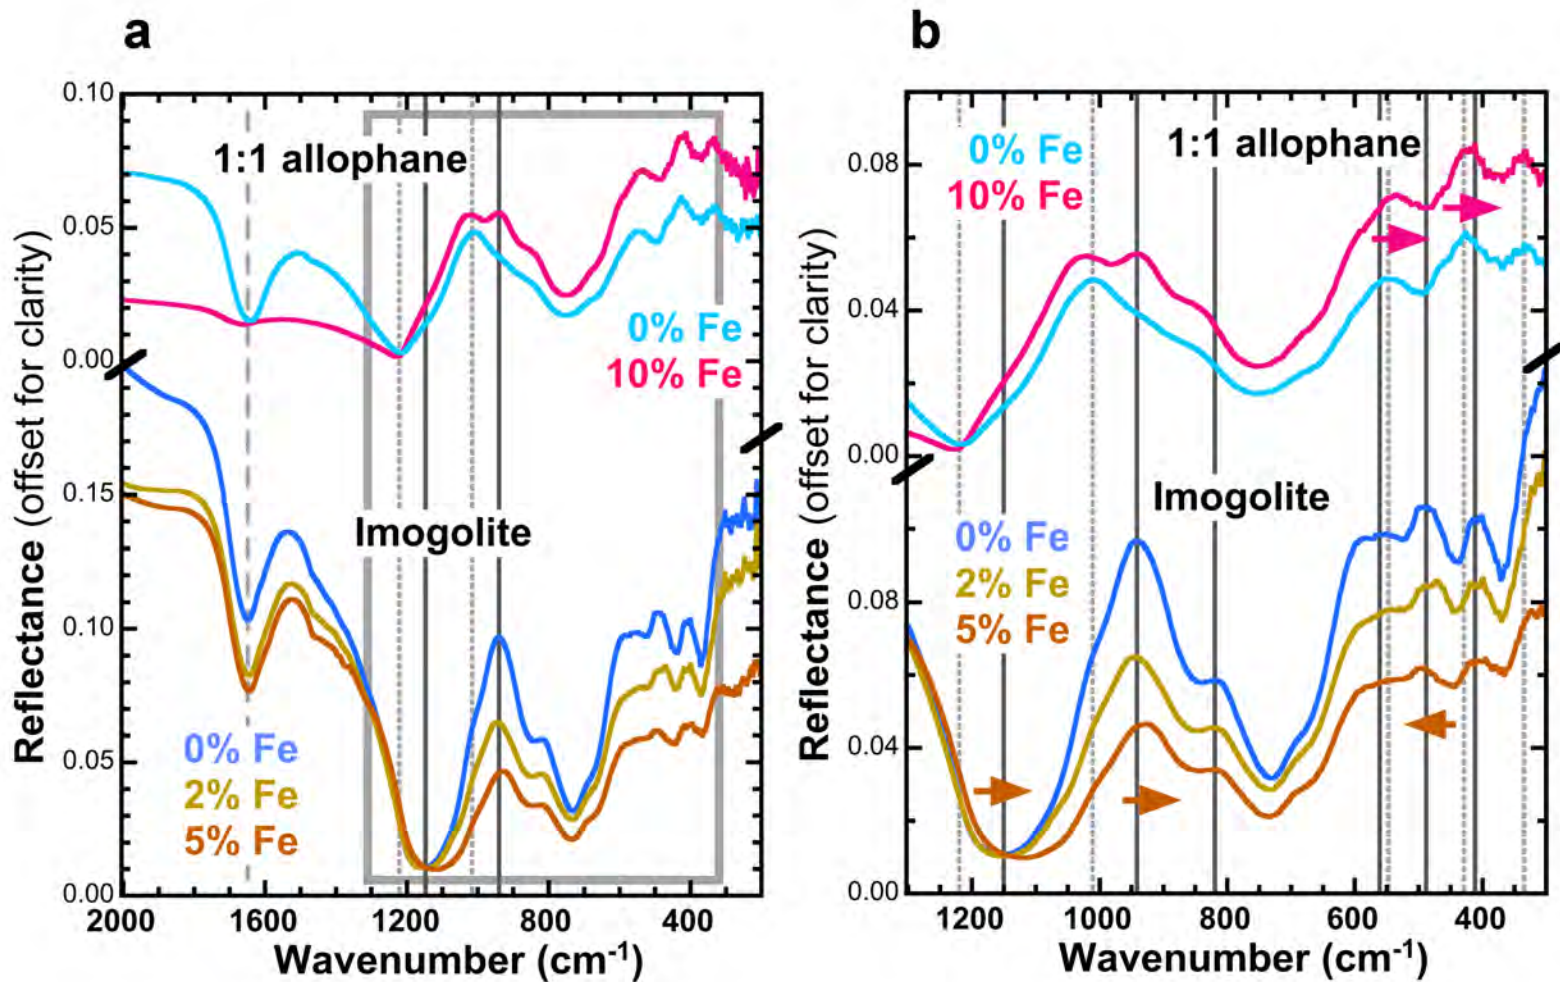 a
Reflectance (offset for clarity)
0.10
0.05
0.00
0.15
0.10
0.05
0.00
1:1 allophane
0% Fe
10% Fe
Imogolite
0% Fe
2% Fe
5% Fe
2000 1600 1200 800 400
Wavenumber (cm⁻¹)
b
Reflectance (offset for clarity)
0.08
0.04
0.00
0.08
0.04
0.00
1:1 allophane
0% Fe
10% Fe
Imogolite
0% Fe
2% Fe
5% Fe
1200 1000 800 600 400
Wavenumber (cm⁻¹)